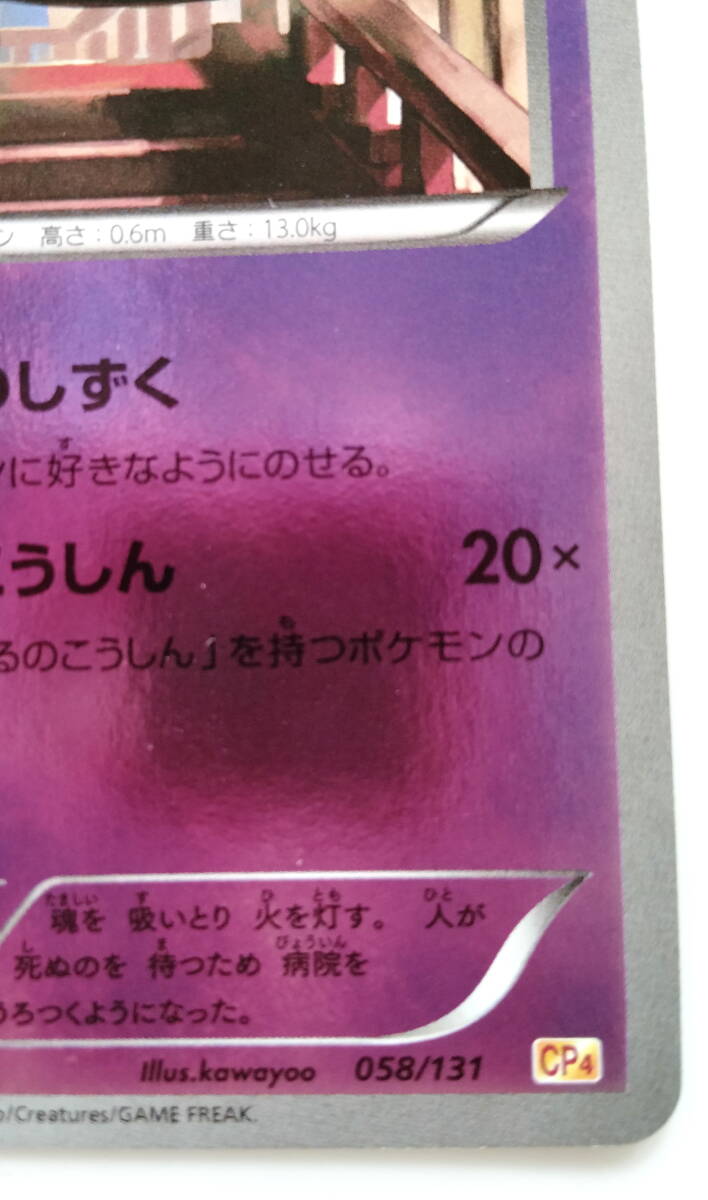 ン 高さ：0.6m 重さ：13.0kg
のしずく
ンに好きなようにのせる。
こうしん 20×
るのこうしん」を持つポケモンの
魂を 吸いとり 火を灯す。 人が
死ぬのを 待つため 病院を
うろつくようになった。
Illus.kawayoo 058/131 CP4
o/Creatures/GAME FREAK.